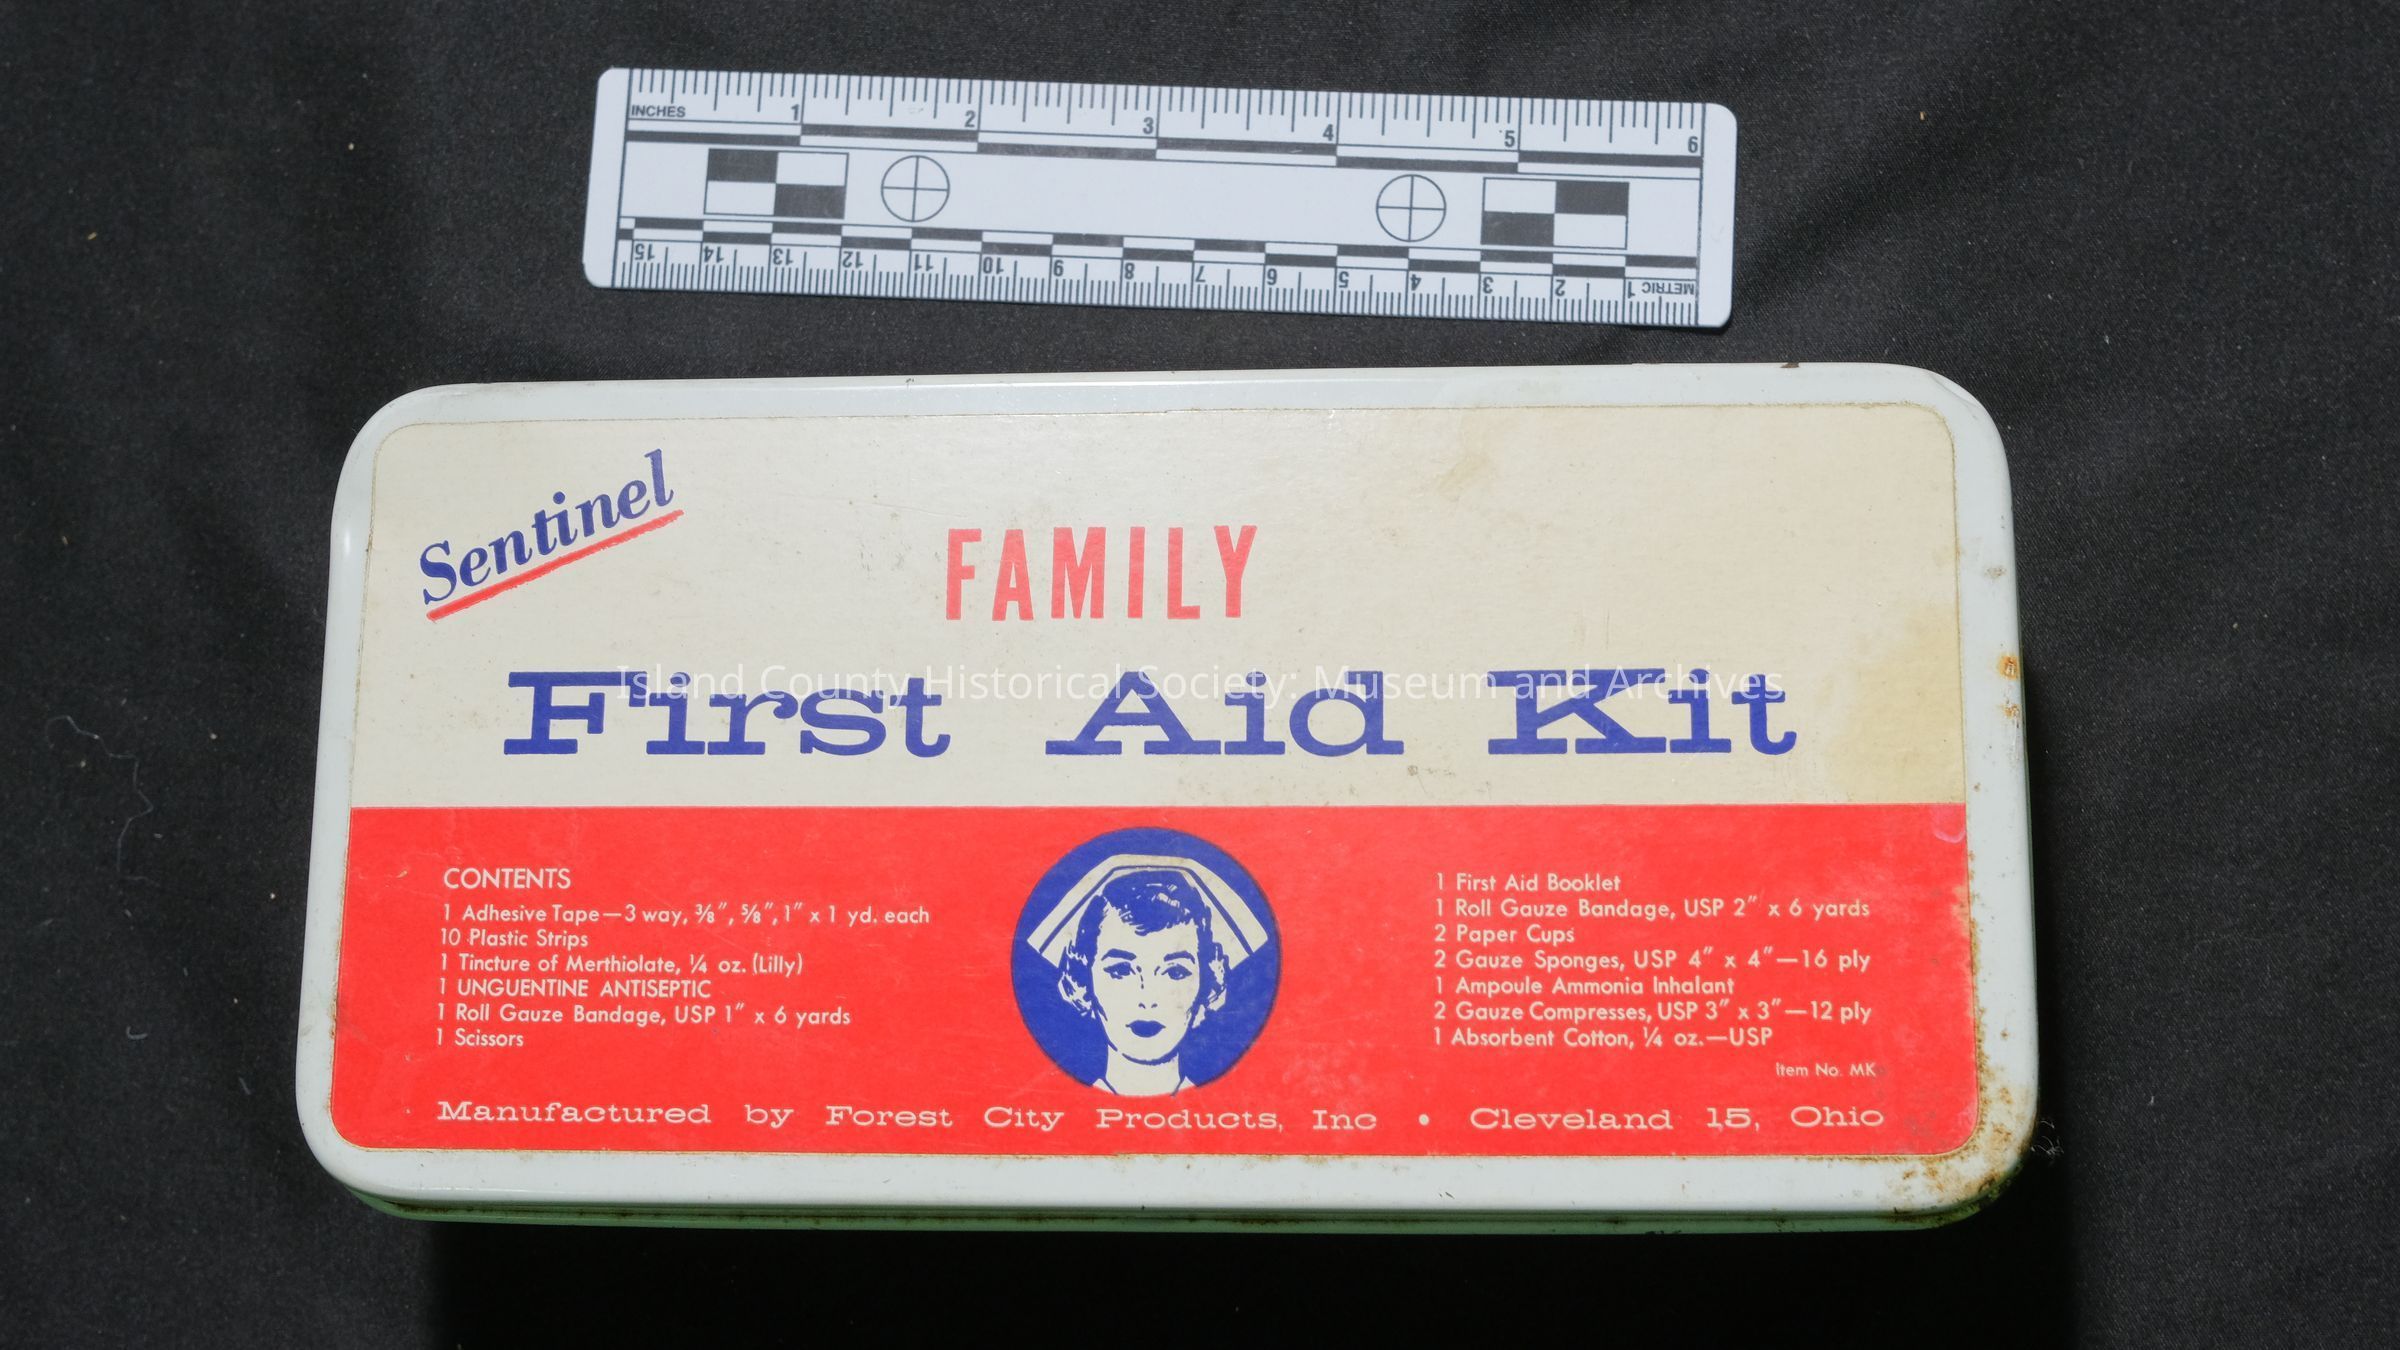 INCHES 1 2 3 4 5 6
15 14 13 12 11 10 9 8 7 6 5 4 3 2 1 METRIC
Sentinel
FAMILY
First Aid Kit
Island County Historical Society: Museum and Archives
CONTENTS
1 Adhesive Tape—3 way, 3⁄8″, 5⁄8″, 1″ x 1 yd. each
10 Plastic Strips
1 Tincture of Merthiolate, ¼ oz. (Lilly)
1 UNGUENTINE ANTISEPTIC
1 Roll Gauze Bandage, USP 1″ x 6 yards
1 Scissors
1 First Aid Booklet
1 Roll Gauze Bandage, USP 2″ x 6 yards
2 Paper Cups
2 Gauze Sponges, USP 4″ x 4″—16 ply
1 Ampoule Ammonia Inhalant
2 Gauze Compresses, USP 3″ x 3″—12 ply
1 Absorbent Cotton, ¼ oz.—USP
Item No. MK
Manufactured by Forest City Products, Inc • Cleveland 15, Ohio